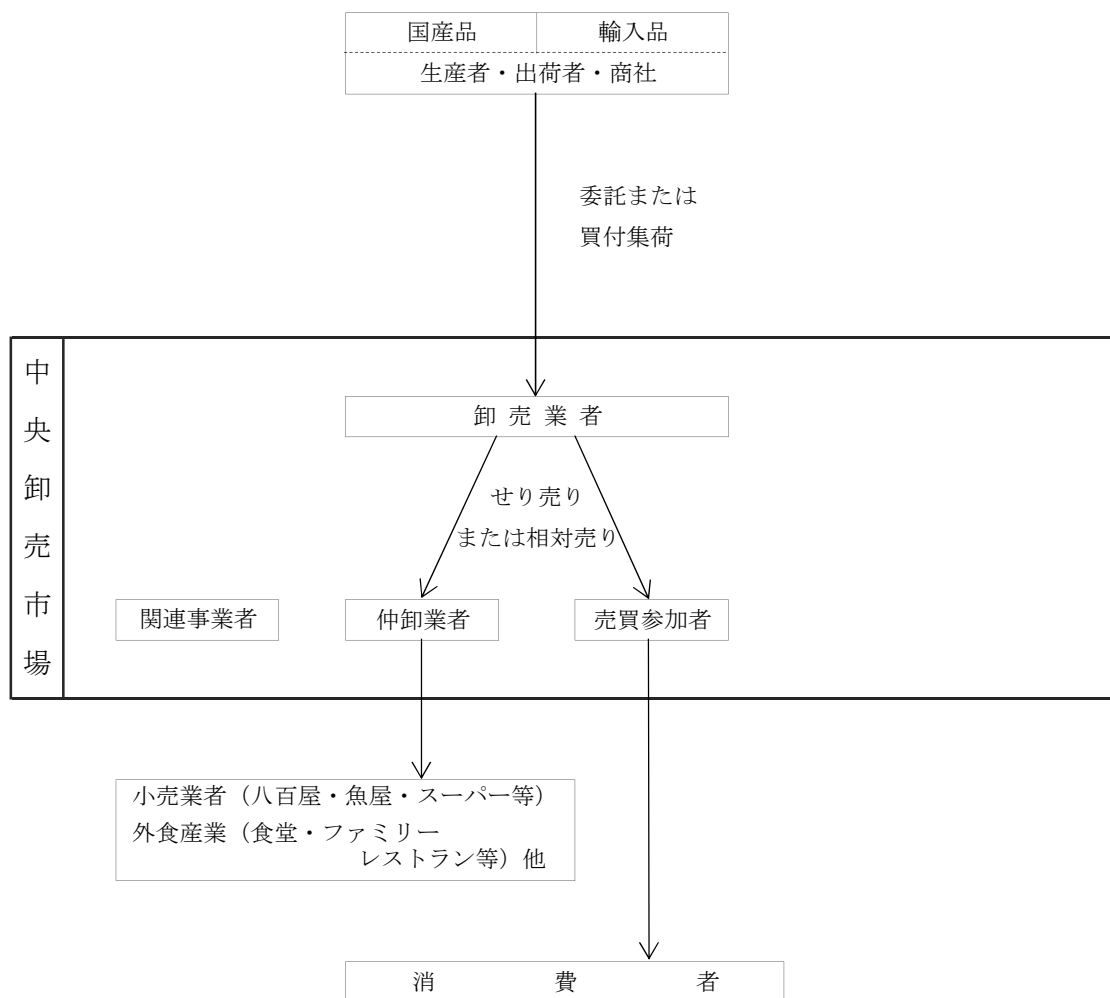 国産品
輸入品
生産者・出荷者・商社
委託または
買付集荷
中央卸売市場
卸売業者
せり売り
または相対売り
関連事業者
仲卸業者
売買参加者
小売業者（八百屋・魚屋・スーパー等）
外食産業（食堂・ファミリー
レストラン等）他
消費者